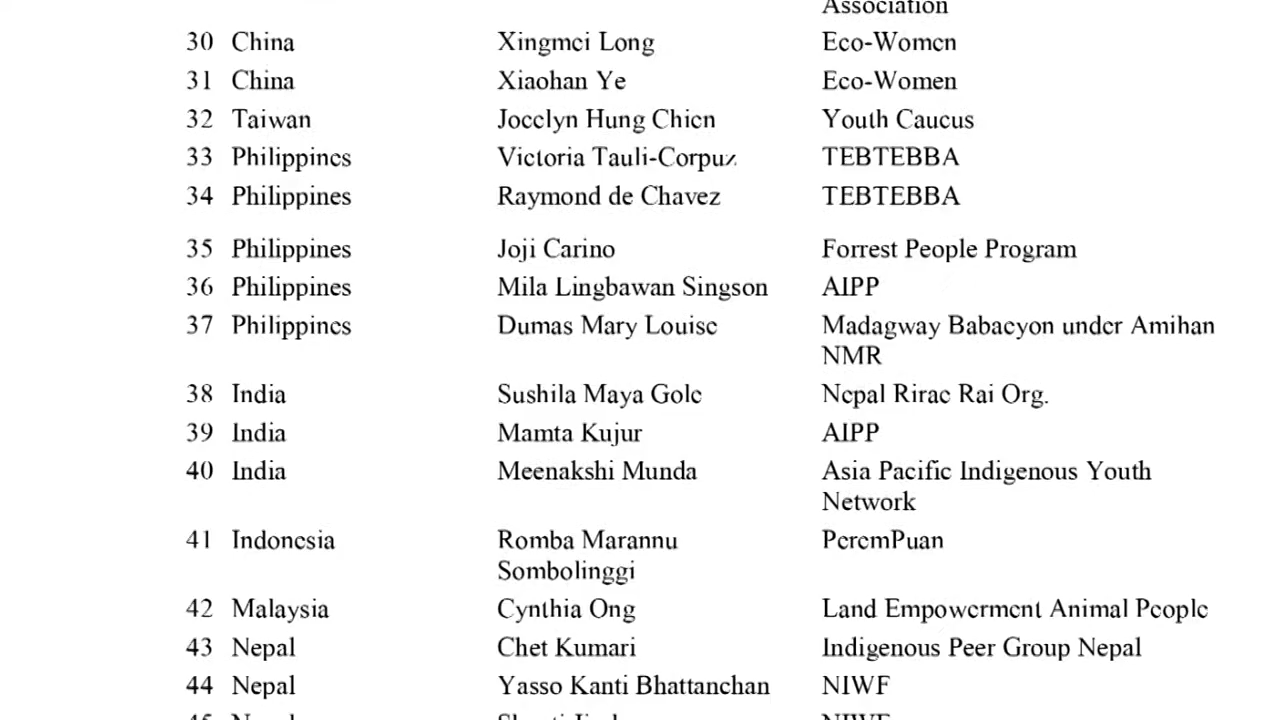 Association
30 China Xingmei Long Eco-Women
31 China Xiaohan Ye Eco-Women
32 Taiwan Jocelyn Hung Chien Youth Caucus
33 Philippines Victoria Tauli-Corpuz TEBTEBBA
34 Philippines Raymond de Chavez TEBTEBBA
35 Philippines Joji Carino Forrest People Program
36 Philippines Mila Lingbawan Singson AIPP
37 Philippines Dumas Mary Louise Madagway Babaeyon under Amihan
NMR
38 India Sushila Maya Gole Nepal Rirae Rai Org.
39 India Mamta Kujur AIPP
40 India Meenakshi Munda Asia Pacific Indigenous Youth
Network
41 Indonesia Romba Marannu PeremPuan
Sombolinggi
42 Malaysia Cynthia Ong Land Empowerment Animal People
43 Nepal Chet Kumari Indigenous Peer Group Nepal
44 Nepal Yasso Kanti Bhattanchan NIWF
45 Nepal NIWF